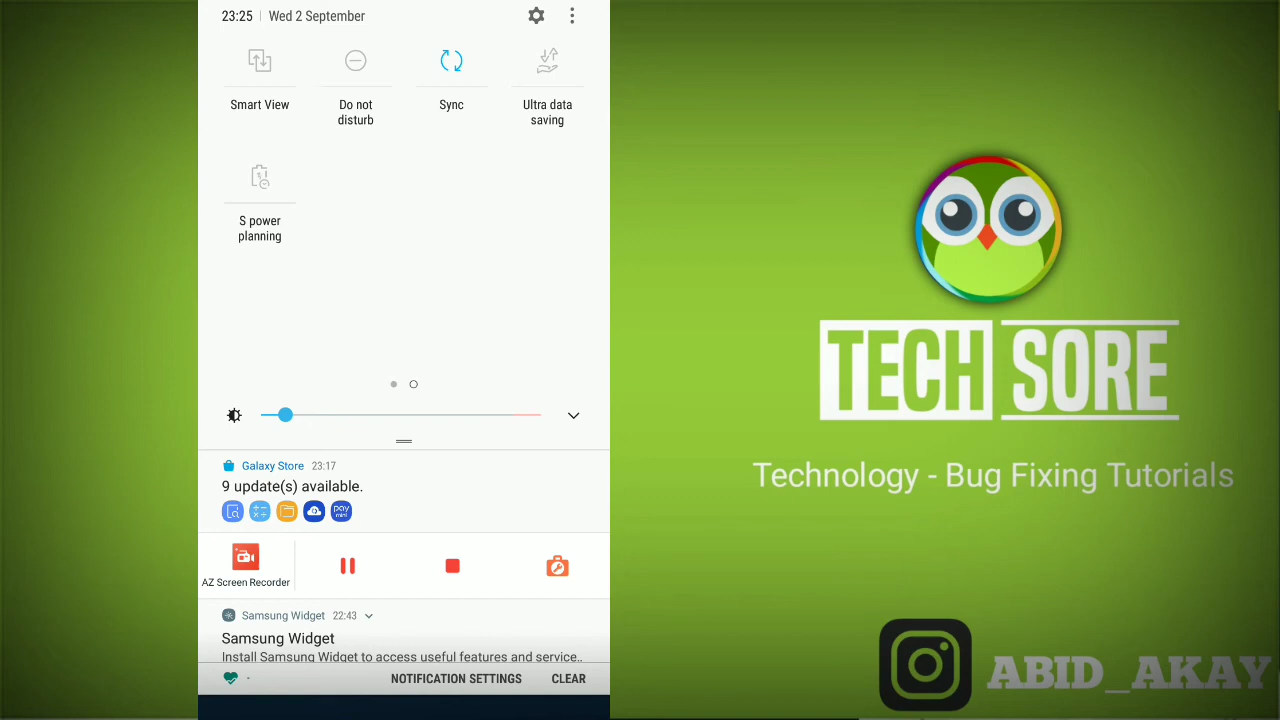 23:25 | Wed 2 September
Smart View
Do not
disturb
Sync
Ultra data
saving
S power
planning
Galaxy Store 23:17
9 update(s) available.
pay
mini
AZ Screen Recorder
Samsung Widget 22:43
Samsung Widget
Install Samsung Widget to access useful features and service..
NOTIFICATION SETTINGS CLEAR
TECH SORE
Technology - Bug Fixing Tutorials
ABID_AKAY